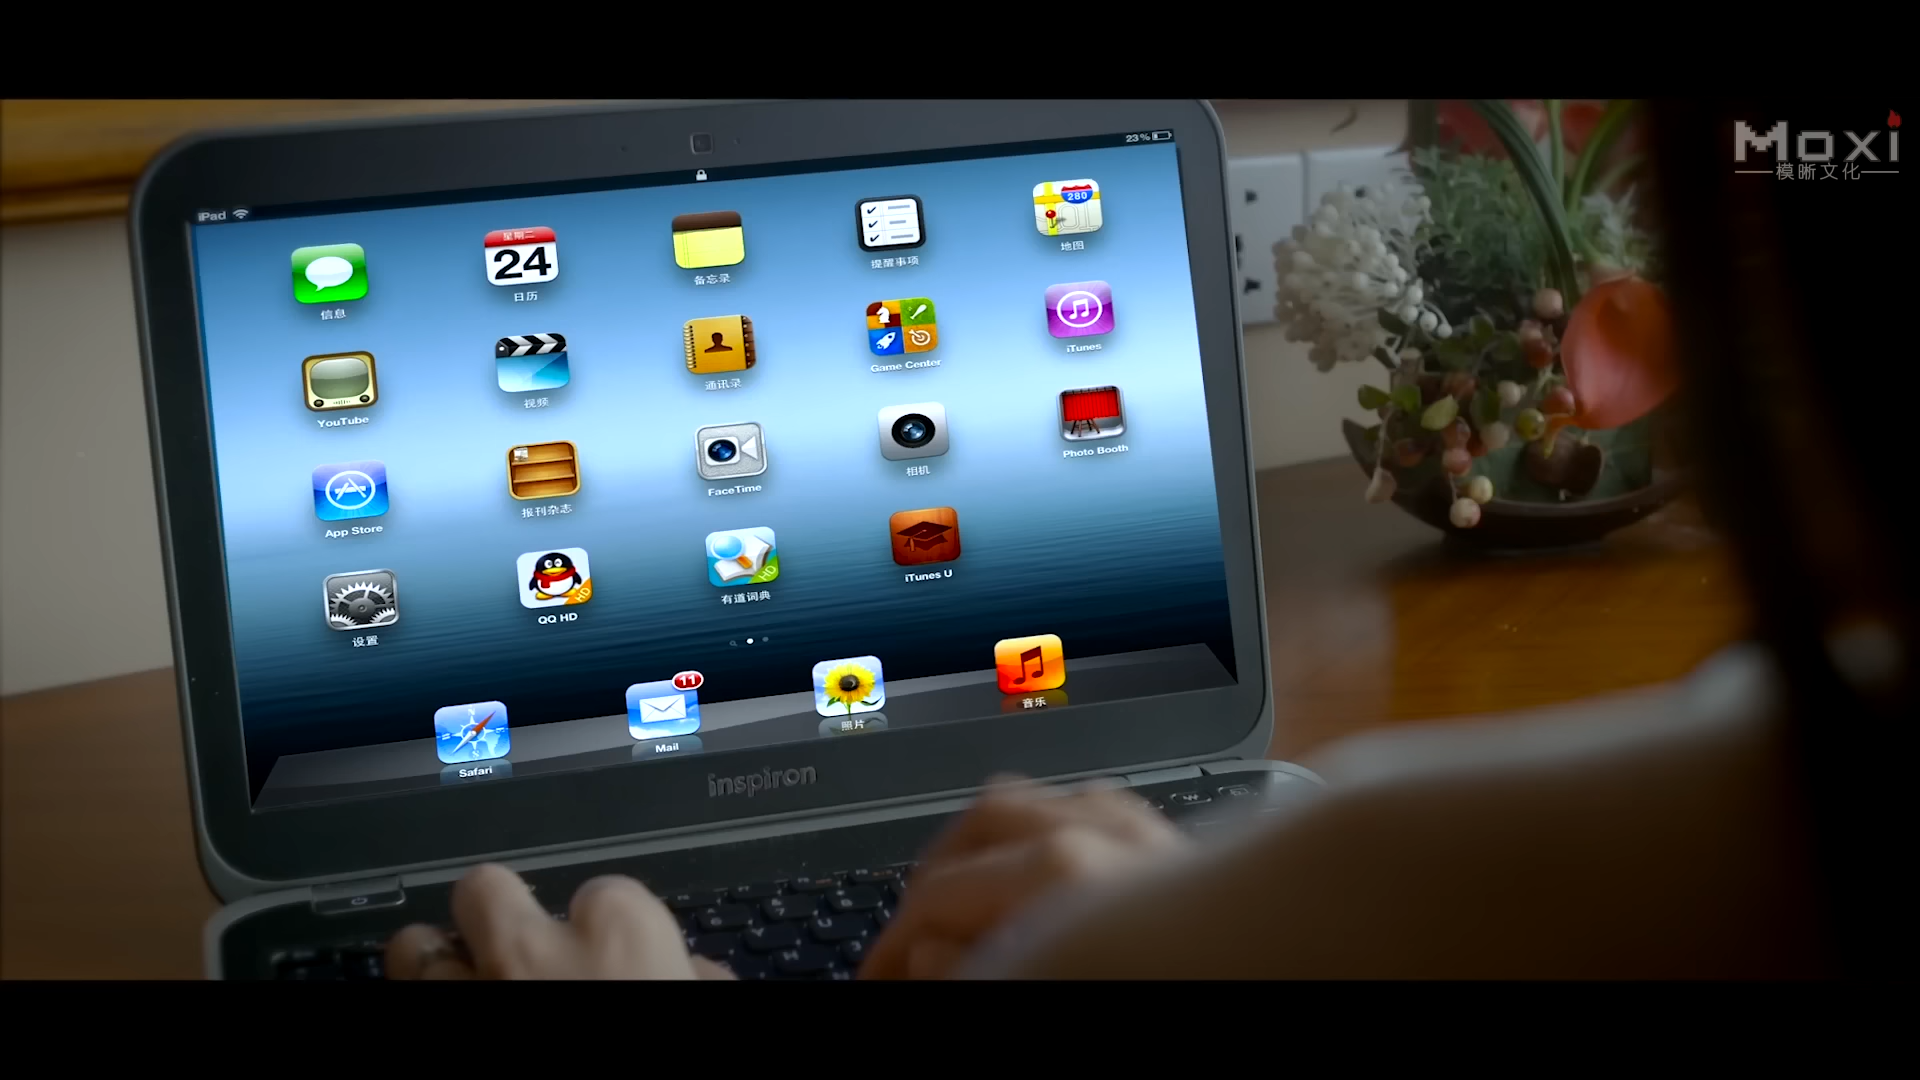 Moxi
模晰文化
iPad
23%
星期二
24
280
信息
日历
备忘录
提醒事项
地图
YouTube
视频
通讯录
Game Center
iTunes
App Store
报刊杂志
FaceTime
相机
Photo Booth
设置
HD
QQ HD
HD
有道词典
iTunes U
11
Safari
Mail
照片
音乐
inspiron